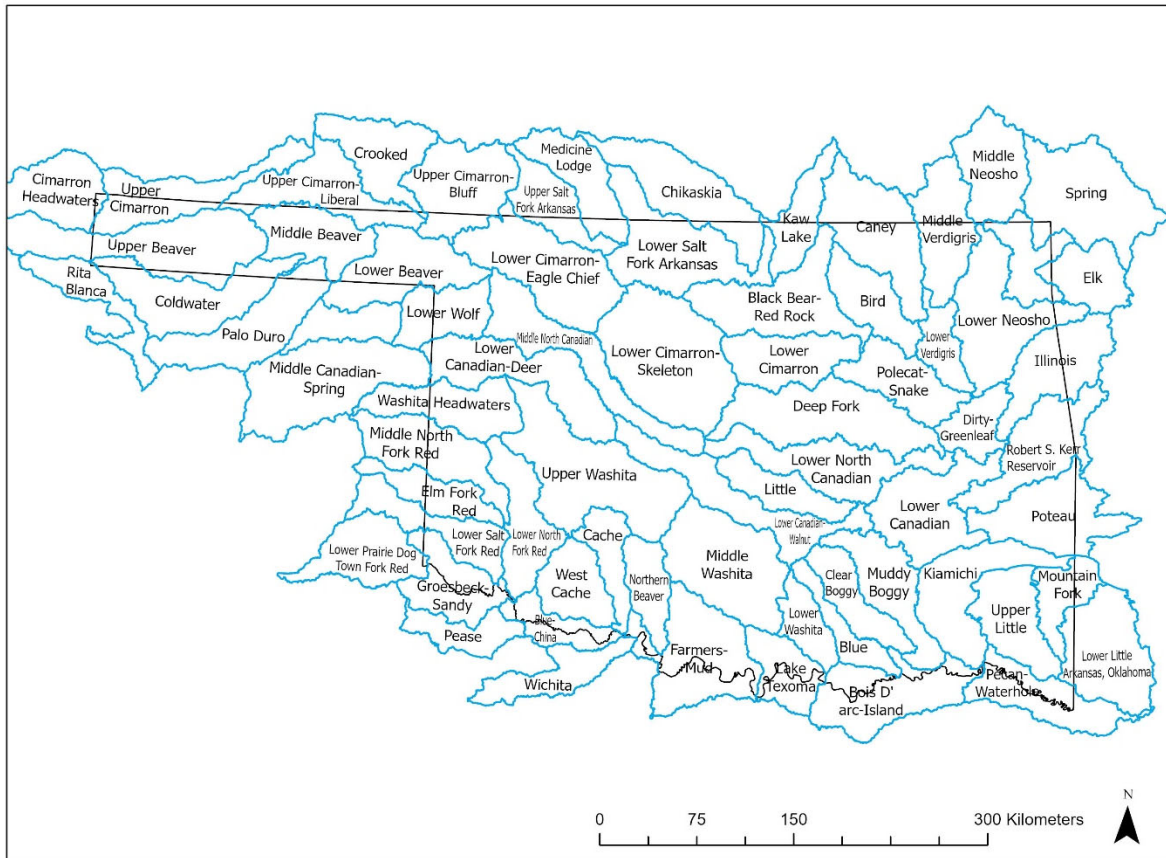 Crooked
Medicine
Lodge
Middle
Neosho
Cimarron
Headwaters
Upper
Cimarron
Upper Cimarron-
Liberal
Upper Cimarron-
Bluff
Upper Salt
Fork Arkansas
Chikaskia
Kaw
Lake
Caney
Middle
Verdigris
Spring
Upper Beaver
Middle Beaver
Lower Cimarron-
Eagle Chief
Lower Salt
Fork Arkansas
Rita
Blanca
Coldwater
Lower Beaver
Elk
Palo Duro
Lower Wolf
Middle North Canadian
Black Bear-
Red Rock
Bird
Lower Neosho
Lower
Verdigris
Middle Canadian-
Spring
Lower
Canadian-Deer
Lower Cimarron-
Skeleton
Lower
Cimarron
Polecat-
Snake
Illinois
Washita Headwaters
Deep Fork
Dirty-
Greenleaf
Middle North
Fork Red
Robert S. Kerr
Reservoir
Upper Washita
Lower North
Canadian
Little
Elm Fork
Red
Lower
Canadian
Poteau
Lower Prairie Dog
Town Fork Red
Lower Salt
Fork Red
Lower North
Fork Red
Cache
Lower Canadian-
Walnut
Groesbeck-
Sandy
West
Cache
Northern
Beaver
Middle
Washita
Clear
Boggy
Muddy
Boggy
Kiamichi
Mountain
Fork
Upper
Little
Pease
Blue-
China
Lower
Washita
Blue
Wichita
Farmers-
Mud
Lake
Texoma
Bois D'
arc-Island
Pecan-
Waterhole
Lower Little
Arkansas, Oklahoma
N
0 75 150 300 Kilometers